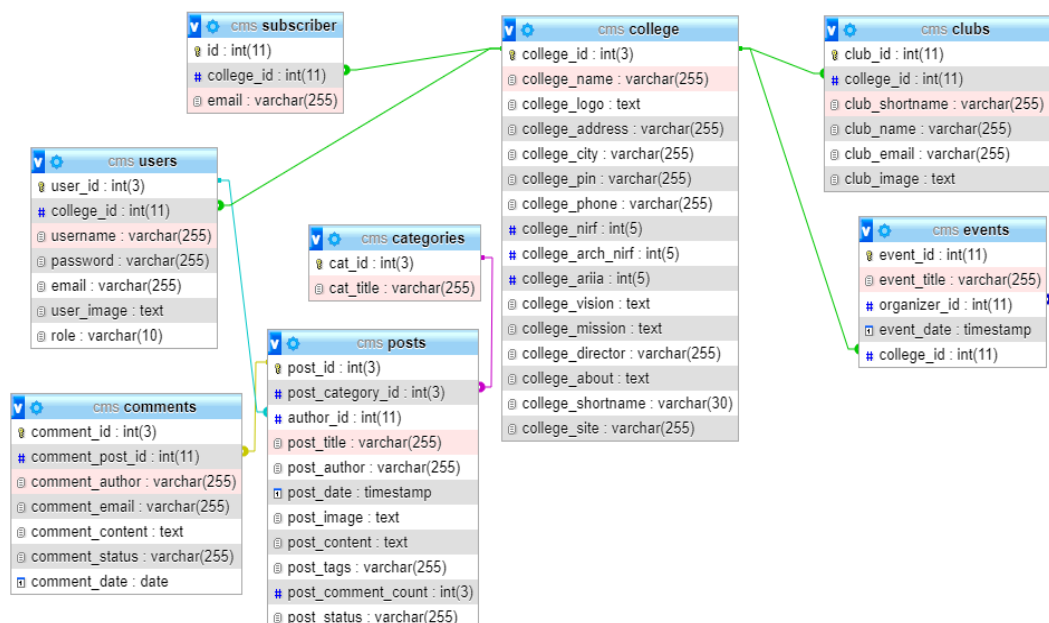 cms subscriber
id : int(11)
college_id : int(11)
email : varchar(255)
cms users
user_id : int(3)
college_id : int(11)
username : varchar(255)
password : varchar(255)
email : varchar(255)
user_image : text
role : varchar(10)
cms categories
cat_id : int(3)
cat_title : varchar(255)
cms comments
comment_id : int(3)
comment_post_id : int(11)
comment_author : varchar(255)
comment_email : varchar(255)
comment_content : text
comment_status : varchar(255)
comment_date : date
cms posts
post_id : int(3)
post_category_id : int(3)
author_id : int(11)
post_title : varchar(255)
post_author : varchar(255)
post_date : timestamp
post_image : text
post_content : text
post_tags : varchar(255)
post_comment_count : int(3)
post_status : varchar(255)
cms college
college_id : int(3)
college_name : varchar(255)
college_logo : text
college_address : varchar(255)
college_city : varchar(255)
college_pin : varchar(255)
college_phone : varchar(255)
college_nirf : int(5)
college_arch_nirf : int(5)
college_ariia : int(5)
college_vision : text
college_mission : text
college_director : varchar(255)
college_about : text
college_shortname : varchar(30)
college_site : varchar(255)
cms clubs
club_id : int(11)
college_id : int(11)
club_shortname : varchar(255)
club_name : varchar(255)
club_email : varchar(255)
club_image : text
cms events
event_id : int(11)
event_title : varchar(255)
organizer_id : int(11)
event_date : timestamp
college_id : int(11)